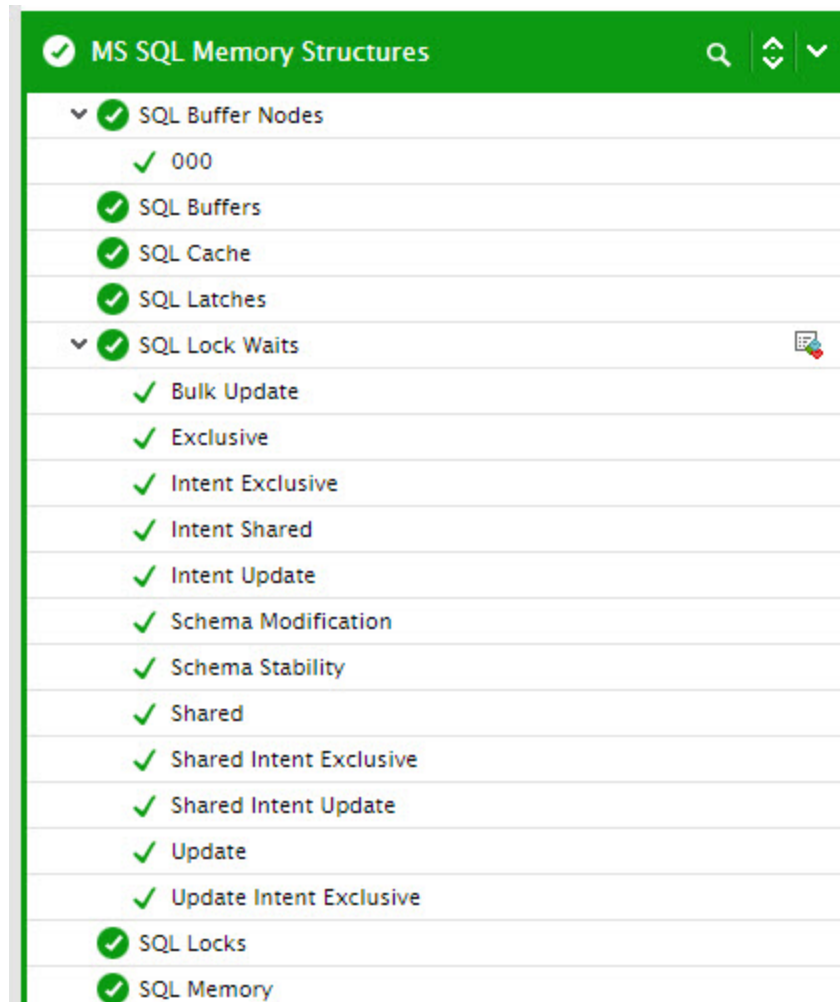 MS SQL Memory Structures
SQL Buffer Nodes
000
SQL Buffers
SQL Cache
SQL Latches
SQL Lock Waits
Bulk Update
Exclusive
Intent Exclusive
Intent Shared
Intent Update
Schema Modification
Schema Stability
Shared
Shared Intent Exclusive
Shared Intent Update
Update
Update Intent Exclusive
SQL Locks
SQL Memory